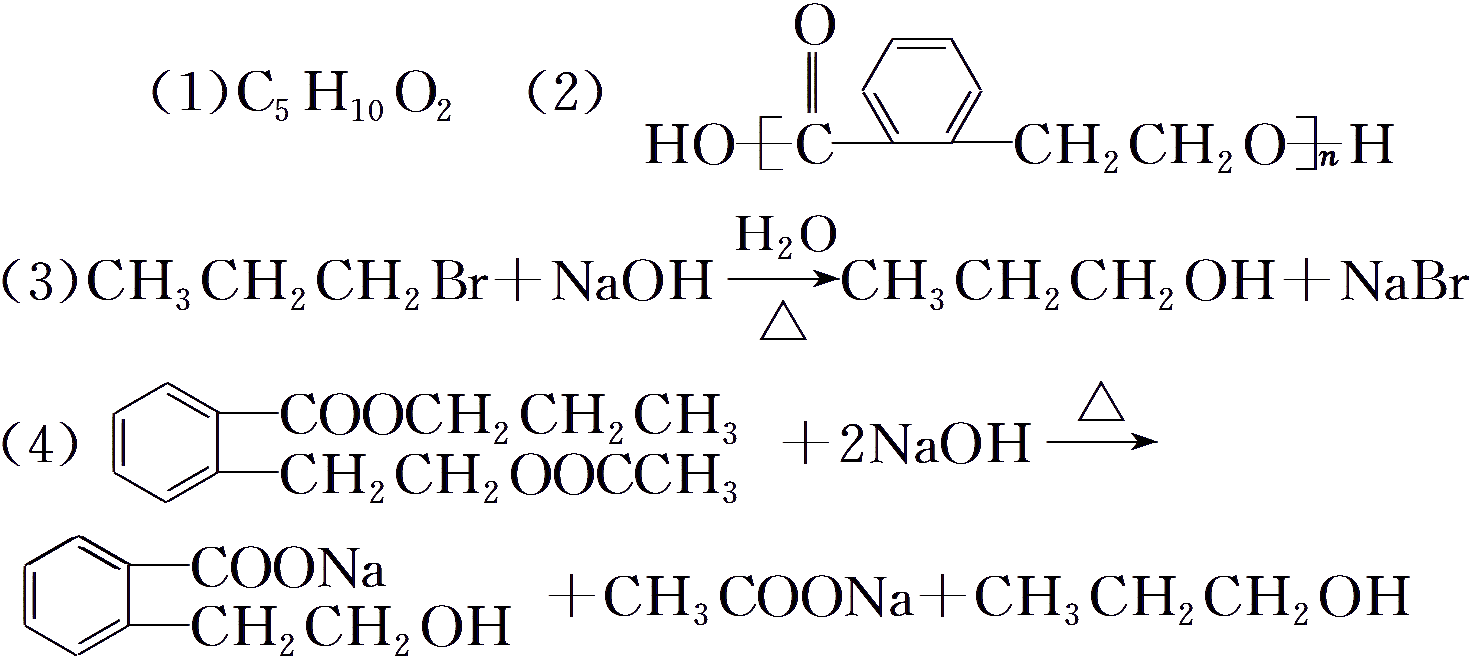 (1)C₅H₁₀O₂ (2) HO[C(=O)—CH₂CH₂O]ₙH
(3)CH₃CH₂CH₂Br+NaOH →(H₂O, △) CH₃CH₂CH₂OH+NaBr
(4) COOCH₂CH₂CH₃ +2NaOH →(△)
CH₂CH₂OOCCH₃
COONa +CH₃COONa+CH₃CH₂CH₂OH
CH₂CH₂OH